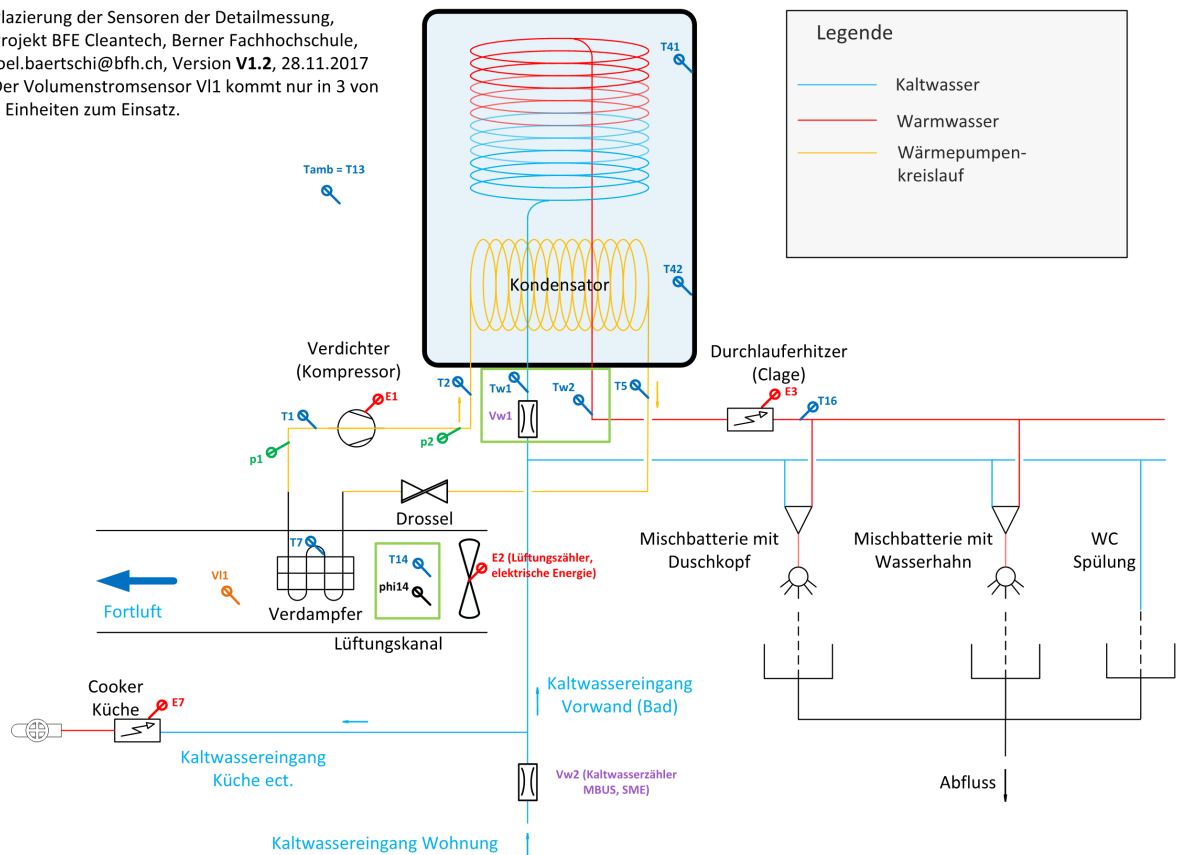 lazierung der Sensoren der Detailmessung,
rojekt BFE Cleantech, Berner Fachhochschule,
oel.baertschi@bfh.ch, Version V1.2, 28.11.2017
Der Volumenstromsensor Vl1 kommt nur in 3 von
Einheiten zum Einsatz.
Legende
Kaltwasser
Warmwasser
Wärmepumpen-
kreislauf
T41
Tamb = T13
T42
Kondensator
Verdichter
(Kompressor)
Durchlauferhitzer
(Clage)
T2
Tw1
Tw2
T5
E3
E1
T16
T1
Vw1
p2
p1
Drossel
Mischbatterie mit
Duschkopf
Mischbatterie mit
Wasserhahn
WC
Spülung
T7
T14
phi14
E2 (Lüftungszähler,
elektrische Energie)
Vl1
Fortluft
Verdampfer
Lüftungskanal
Cooker
Küche
E7
Kaltwassereingang
Vorwand (Bad)
Kaltwassereingang
Küche ect.
Vw2 (Kaltwasserzähler
MBUS, SME)
Abfluss
Kaltwassereingang Wohnung